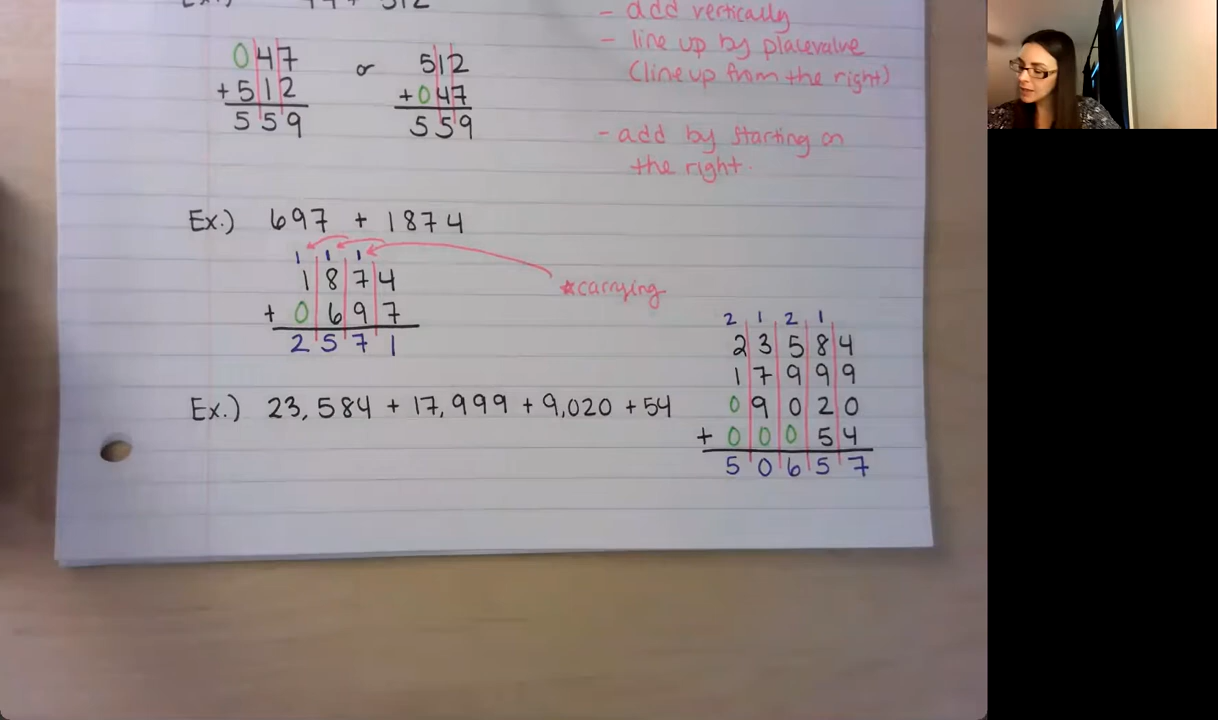 - add vertically
- line up by placevalve
(line up from the right)
047
+512
559
or
512
+047
559
- add by starting on
the right.
Ex.) 697 + 1874
1 1 1
1874
+ 0697
2571
*carrying
Ex.) 23,584 + 17,999 + 9,020 + 54
2 1 2 1
23584
17999
09020
+ 00054
50657